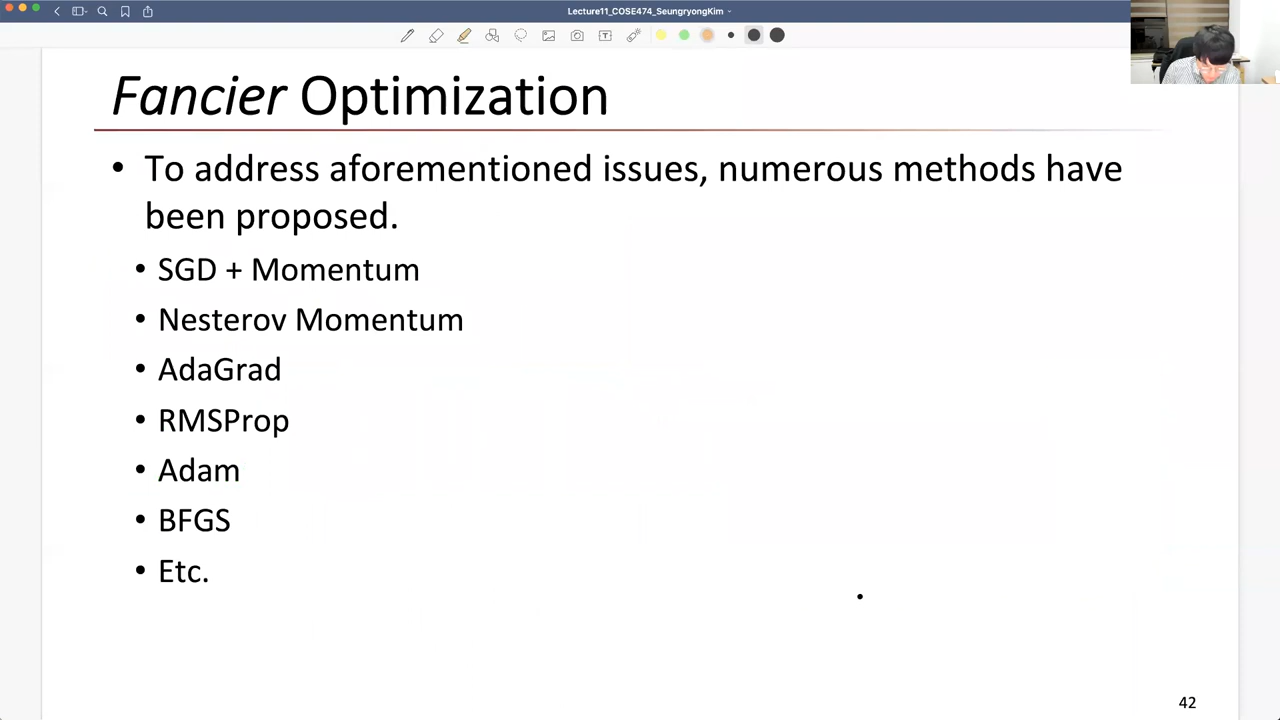 Lecture11_COSE474_SeungryongKim
Fancier Optimization
• To address aforementioned issues, numerous methods have
been proposed.
• SGD + Momentum
• Nesterov Momentum
• AdaGrad
• RMSProp
• Adam
• BFGS
• Etc.
42